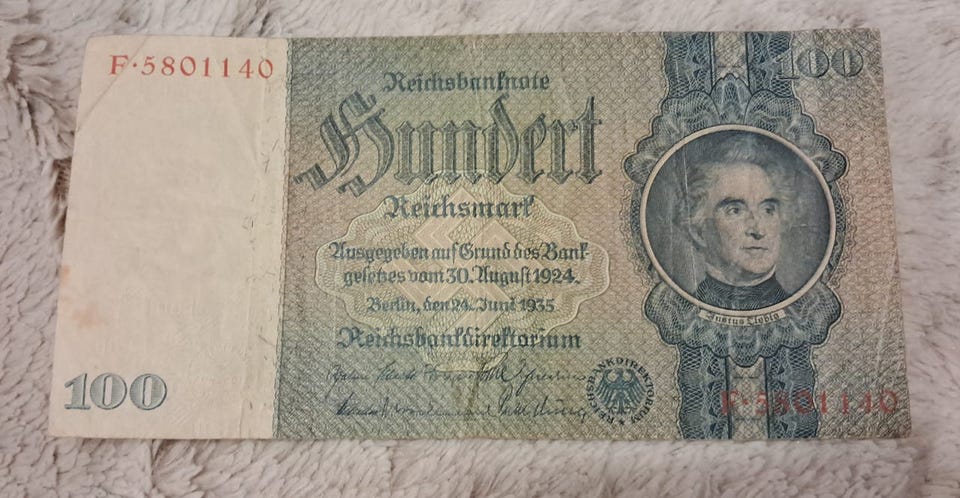 F·5801140
Reichsbanknote
100
Hundert
Reichsmark
Ausgegeben auf Grund des Bank-
gesetzes vom 30. August 1924.
Berlin, den 24. Juni 1935
Reichsbankdirektorium
Justus Liebig
REICHSBANKDIREKTORIUM
100
F·5801140